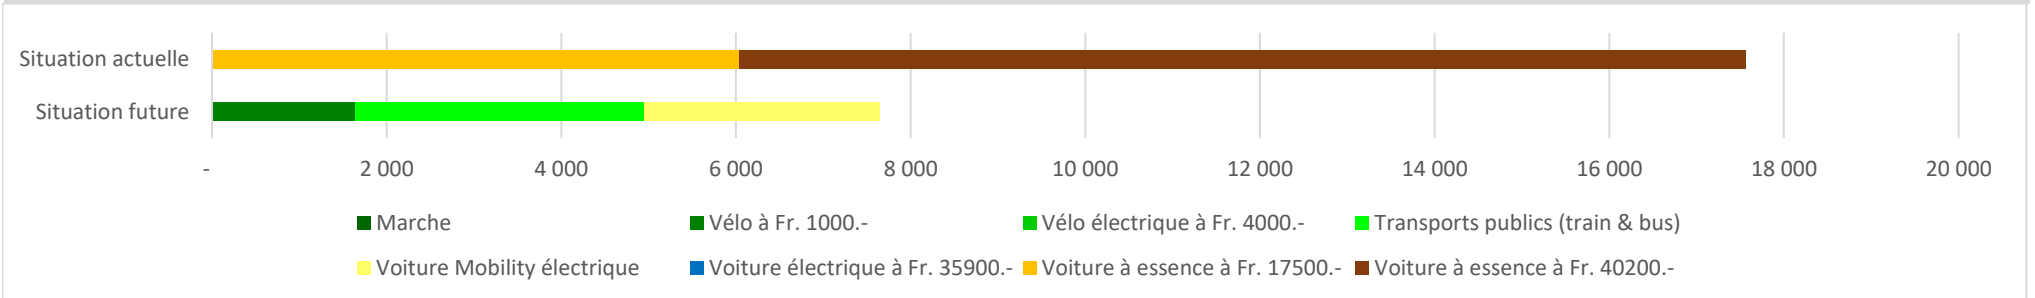 Situation actuelle
Situation future
- 2 000 4 000 6 000 8 000 10 000 12 000 14 000 16 000 18 000 20 000
Marche Vélo à Fr. 1000.- Vélo électrique à Fr. 4000.- Transports publics (train & bus)
Voiture Mobility électrique Voiture électrique à Fr. 35900.- Voiture à essence à Fr. 17500.- Voiture à essence à Fr. 40200.-